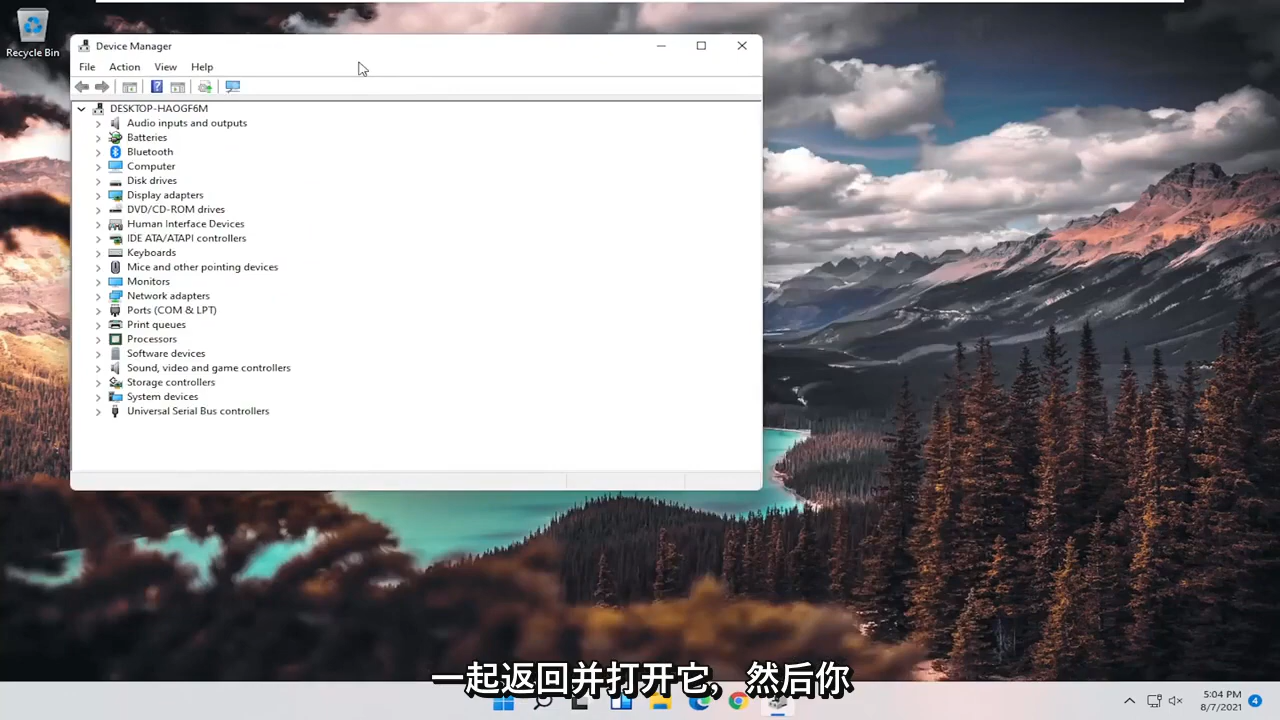 Recycle Bin
Device Manager
File Action View Help
DESKTOP-HAOGF6M
Audio inputs and outputs
Batteries
Bluetooth
Computer
Disk drives
Display adapters
DVD/CD-ROM drives
Human Interface Devices
IDE ATA/ATAPI controllers
Keyboards
Mice and other pointing devices
Monitors
Network adapters
Ports (COM & LPT)
Print queues
Processors
Software devices
Sound, video and game controllers
Storage controllers
System devices
Universal Serial Bus controllers
一起返回并打开它，然后你
5:04 PM
8/7/2021
4